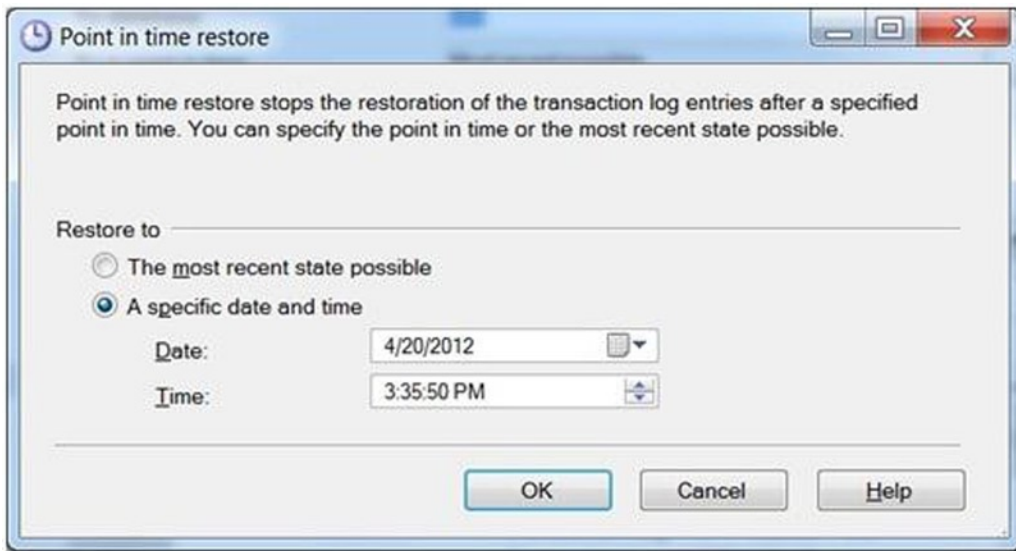 Point in time restore
Point in time restore stops the restoration of the transaction log entries after a specified
point in time. You can specify the point in time or the most recent state possible.
Restore to
The most recent state possible
A specific date and time
Date:
4/20/2012
Time:
3:35:50 PM
OK
Cancel
Help